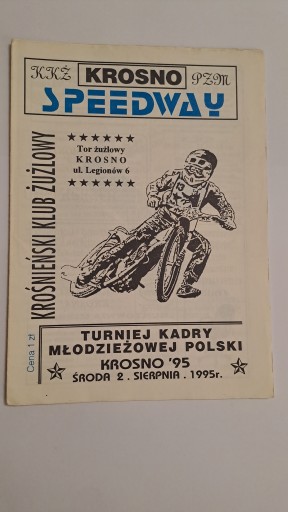 KKŻ KROSNO PZM
SPEEDWAY
KROŚNIEŃSKI KLUB ŻUŻLOWY
★★★★★★
Tor żużlowy
KROSNO
ul. Legionów 6
★★★★★★
Cena 1 zł
TURNIEJ KADRY
MŁODZIEŻOWEJ POLSKI
KROSNO '95
ŚRODA 2. SIERPNIA . 1995r.